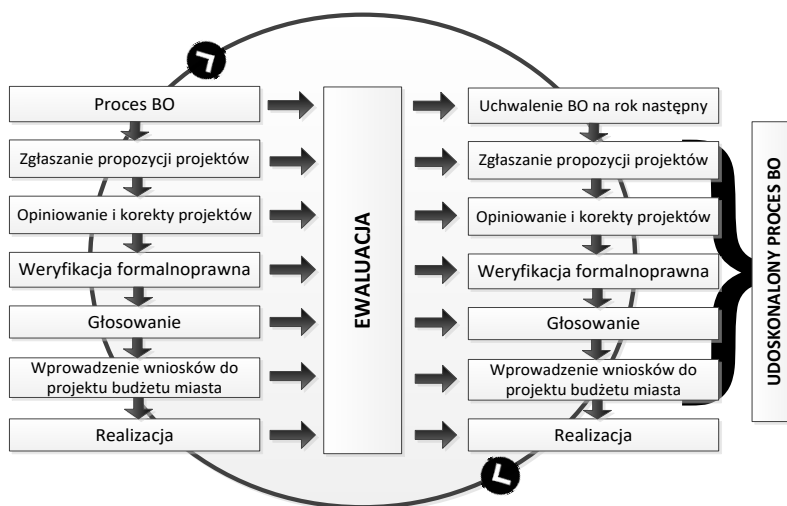 Proces BO
Zgłaszanie propozycji projektów
Opiniowanie i korekty projektów
Weryfikacja formalnoprawna
Głosowanie
Wprowadzenie wniosków do
projektu budżetu miasta
Realizacja
EWALUACJA
Uchwalenie BO na rok następny
Zgłaszanie propozycji projektów
Opiniowanie i korekty projektów
Weryfikacja formalnoprawna
Głosowanie
Wprowadzenie wniosków do
projektu budżetu miasta
Realizacja
UDOSKONALONY PROCES BO